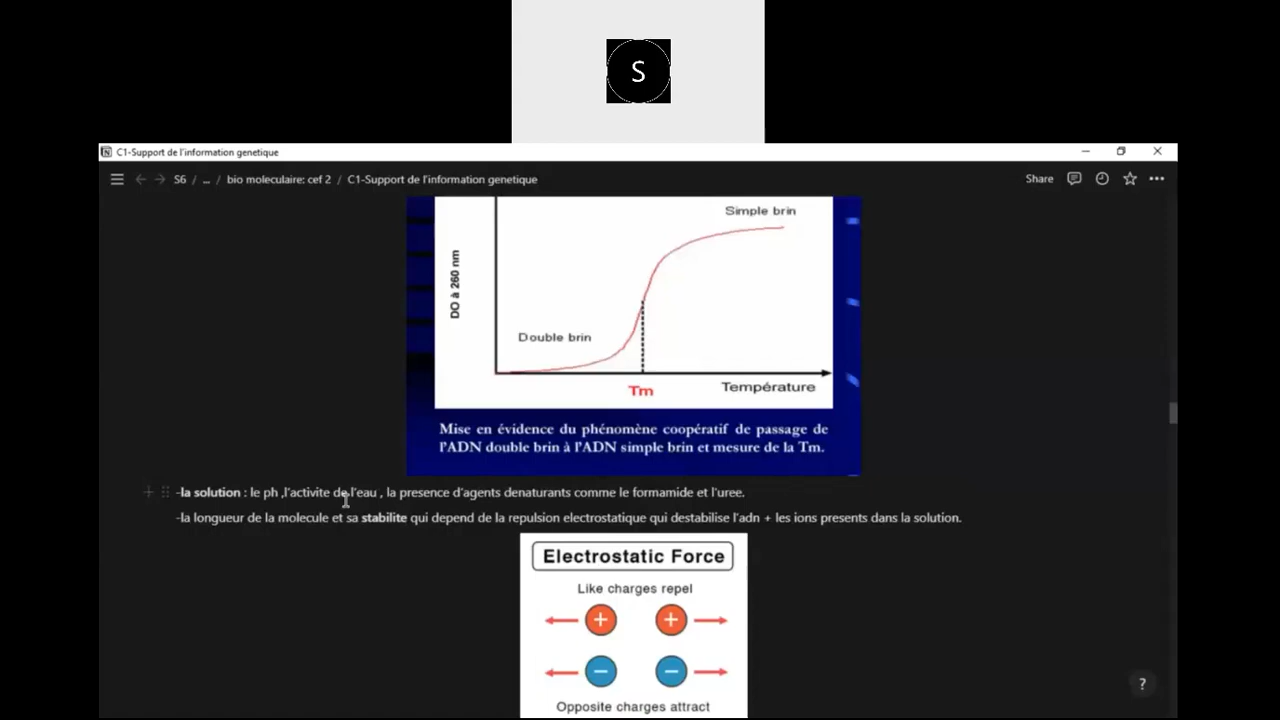 S
C1-Support de l'information genetique
S6 / ... / bio moleculaire: cef 2 / C1-Support de l'information genetique
Share
Simple brin
DO à 260 nm
Double brin
Tm
Température
Mise en évidence du phénomène coopératif de passage de
l'ADN double brin à l'ADN simple brin et mesure de la Tm.
-la solution : le ph ,l'activite de l'eau , la presence d'agents denaturants comme le formamide et l'uree.
-la longueur de la molecule et sa stabilite qui depend de la repulsion electrostatique qui destabilise l'adn + les ions presents dans la solution.
Electrostatic Force
Like charges repel
+ +
− −
Opposite charges attract
?